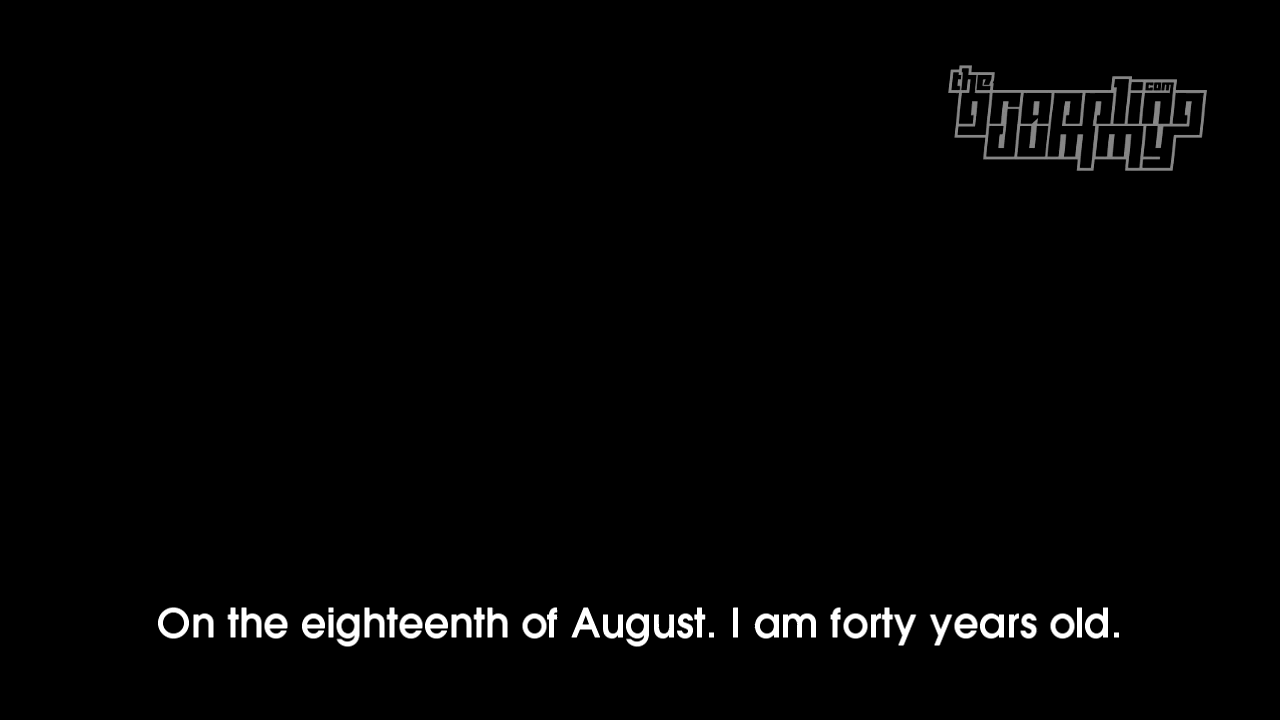 the
.com
grappling
dummy
On the eighteenth of August. I am forty years old.